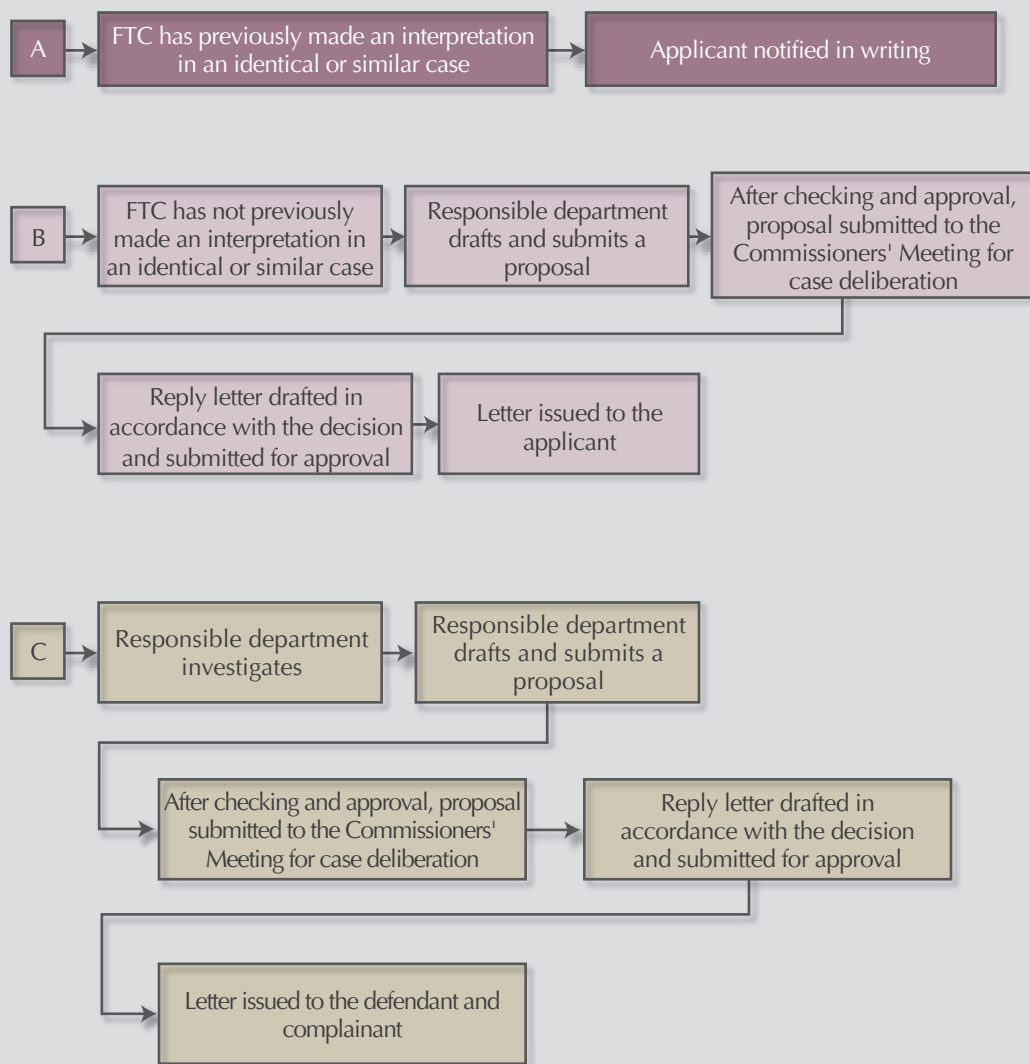 A
FTC has previously made an interpretation
in an identical or similar case
Applicant notified in writing
B
FTC has not previously
made an interpretation in
an identical or similar case
Responsible department
drafts and submits a
proposal
After checking and approval,
proposal submitted to the
Commissioners' Meeting for
case deliberation
Reply letter drafted in
accordance with the decision
and submitted for approval
Letter issued to the
applicant
C
Responsible department
investigates
Responsible department
drafts and submits a
proposal
After checking and approval, proposal
submitted to the Commissioners'
Meeting for case deliberation
Reply letter drafted in
accordance with the decision
and submitted for approval
Letter issued to the defendant and
complainant